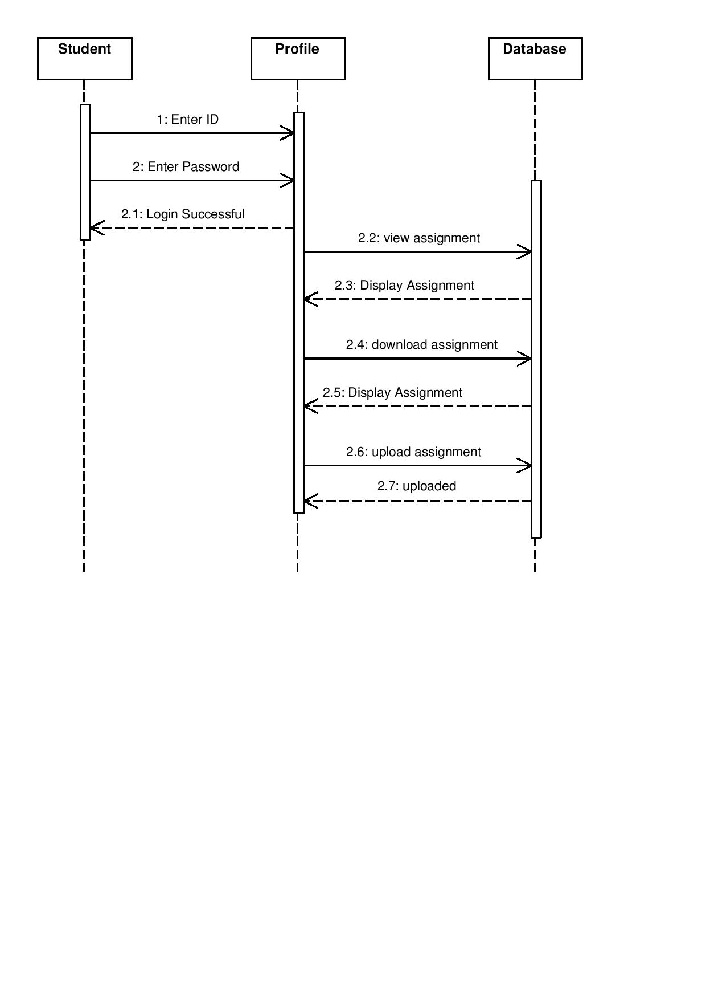 Student
Profile
Database
1: Enter ID
2: Enter Password
2.1: Login Successful
2.2: view assignment
2.3: Display Assignment
2.4: download assignment
2.5: Display Assignment
2.6: upload assignment
2.7: uploaded